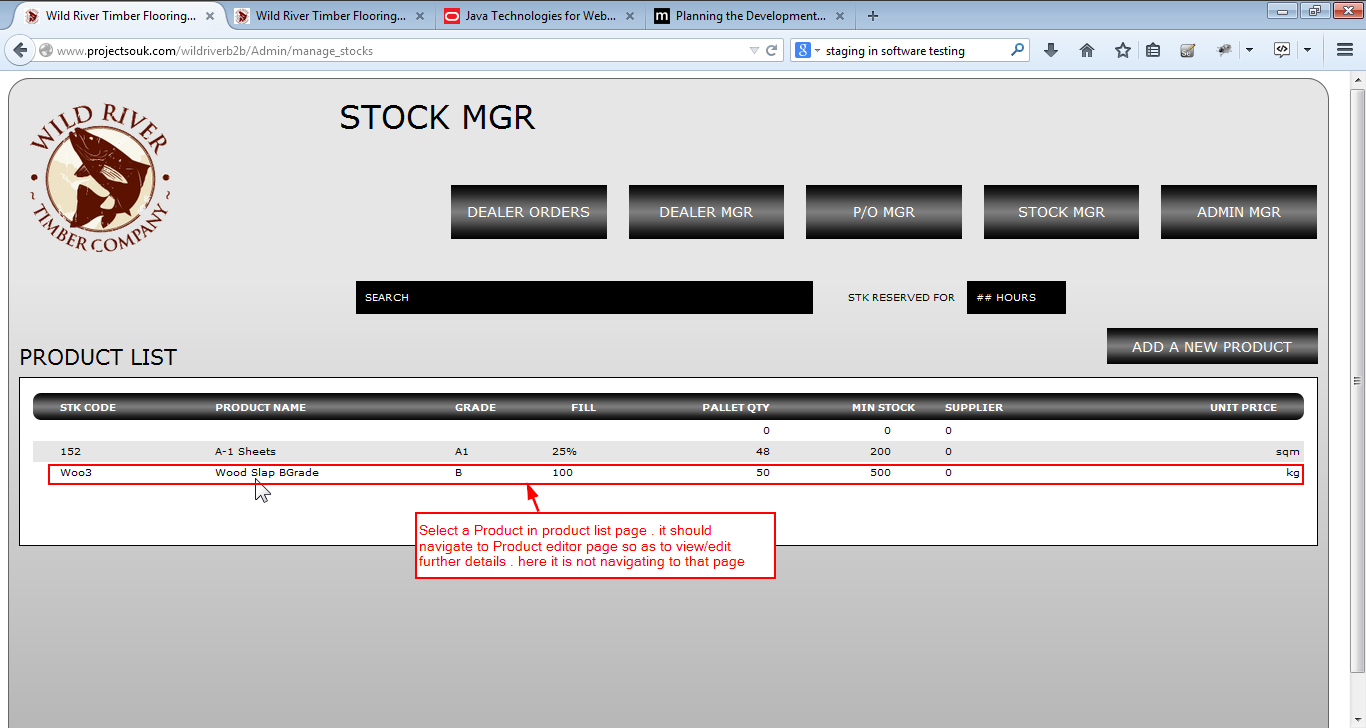 Wild River Timber Flooring...
Wild River Timber Flooring...
Java Technologies for Web...
m Planning the Development...
www.projectsouk.com/wildriverb2b/Admin/manage_stocks
8 staging in software testing
WILD RIVER
TIMBER COMPANY
STOCK MGR
DEALER ORDERS DEALER MGR P/O MGR STOCK MGR ADMIN MGR
SEARCH STK RESERVED FOR ## HOURS
PRODUCT LIST ADD A NEW PRODUCT
STK CODE PRODUCT NAME GRADE FILL PALLET QTY MIN STOCK SUPPLIER UNIT PRICE
0 0 0
152 A-1 Sheets A1 25% 48 200 0 sqm
Woo3 Wood Slap BGrade B 100 50 500 0 kg
Select a Product in product list page . it should
navigate to Product editor page so as to view/edit
further details . here it is not navigating to that page